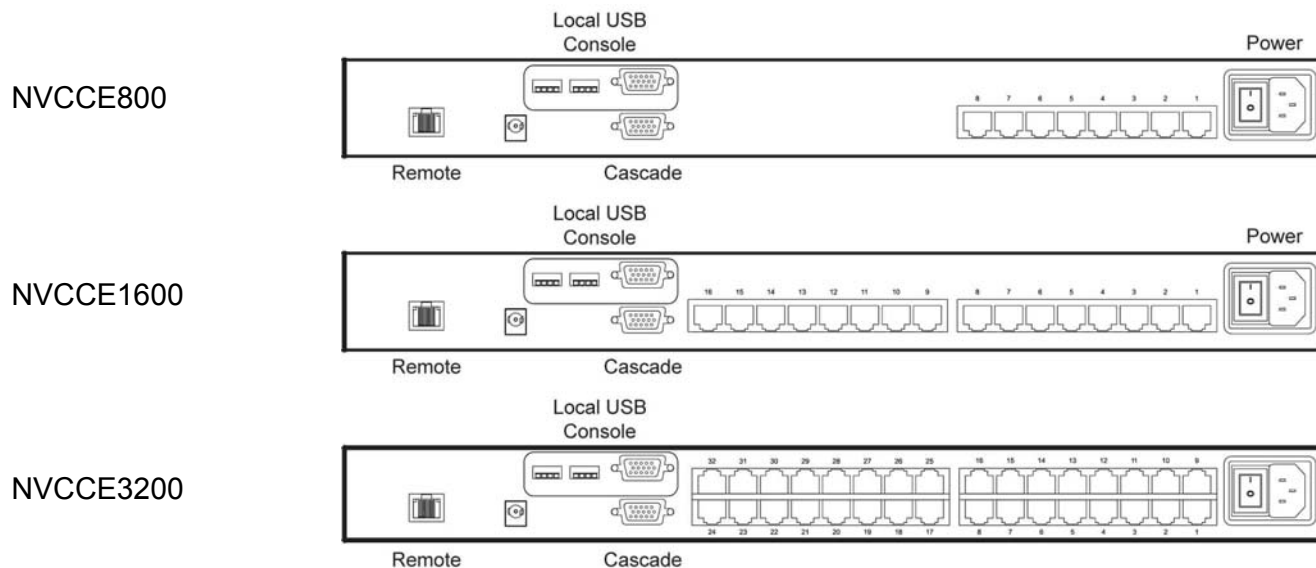 Local USB
Console
Power
NVCCE800
8 7 6 5 4 3 2 1
Remote
Cascade
Local USB
Console
Power
NVCCE1600
16 15 14 13 12 11 10 9 8 7 6 5 4 3 2 1
Remote
Cascade
Local USB
Console
32 31 30 29 28 27 26 25 16 15 14 13 12 11 10 9
NVCCE3200
24 23 22 21 20 19 18 17 8 7 6 5 4 3 2 1
Remote
Cascade